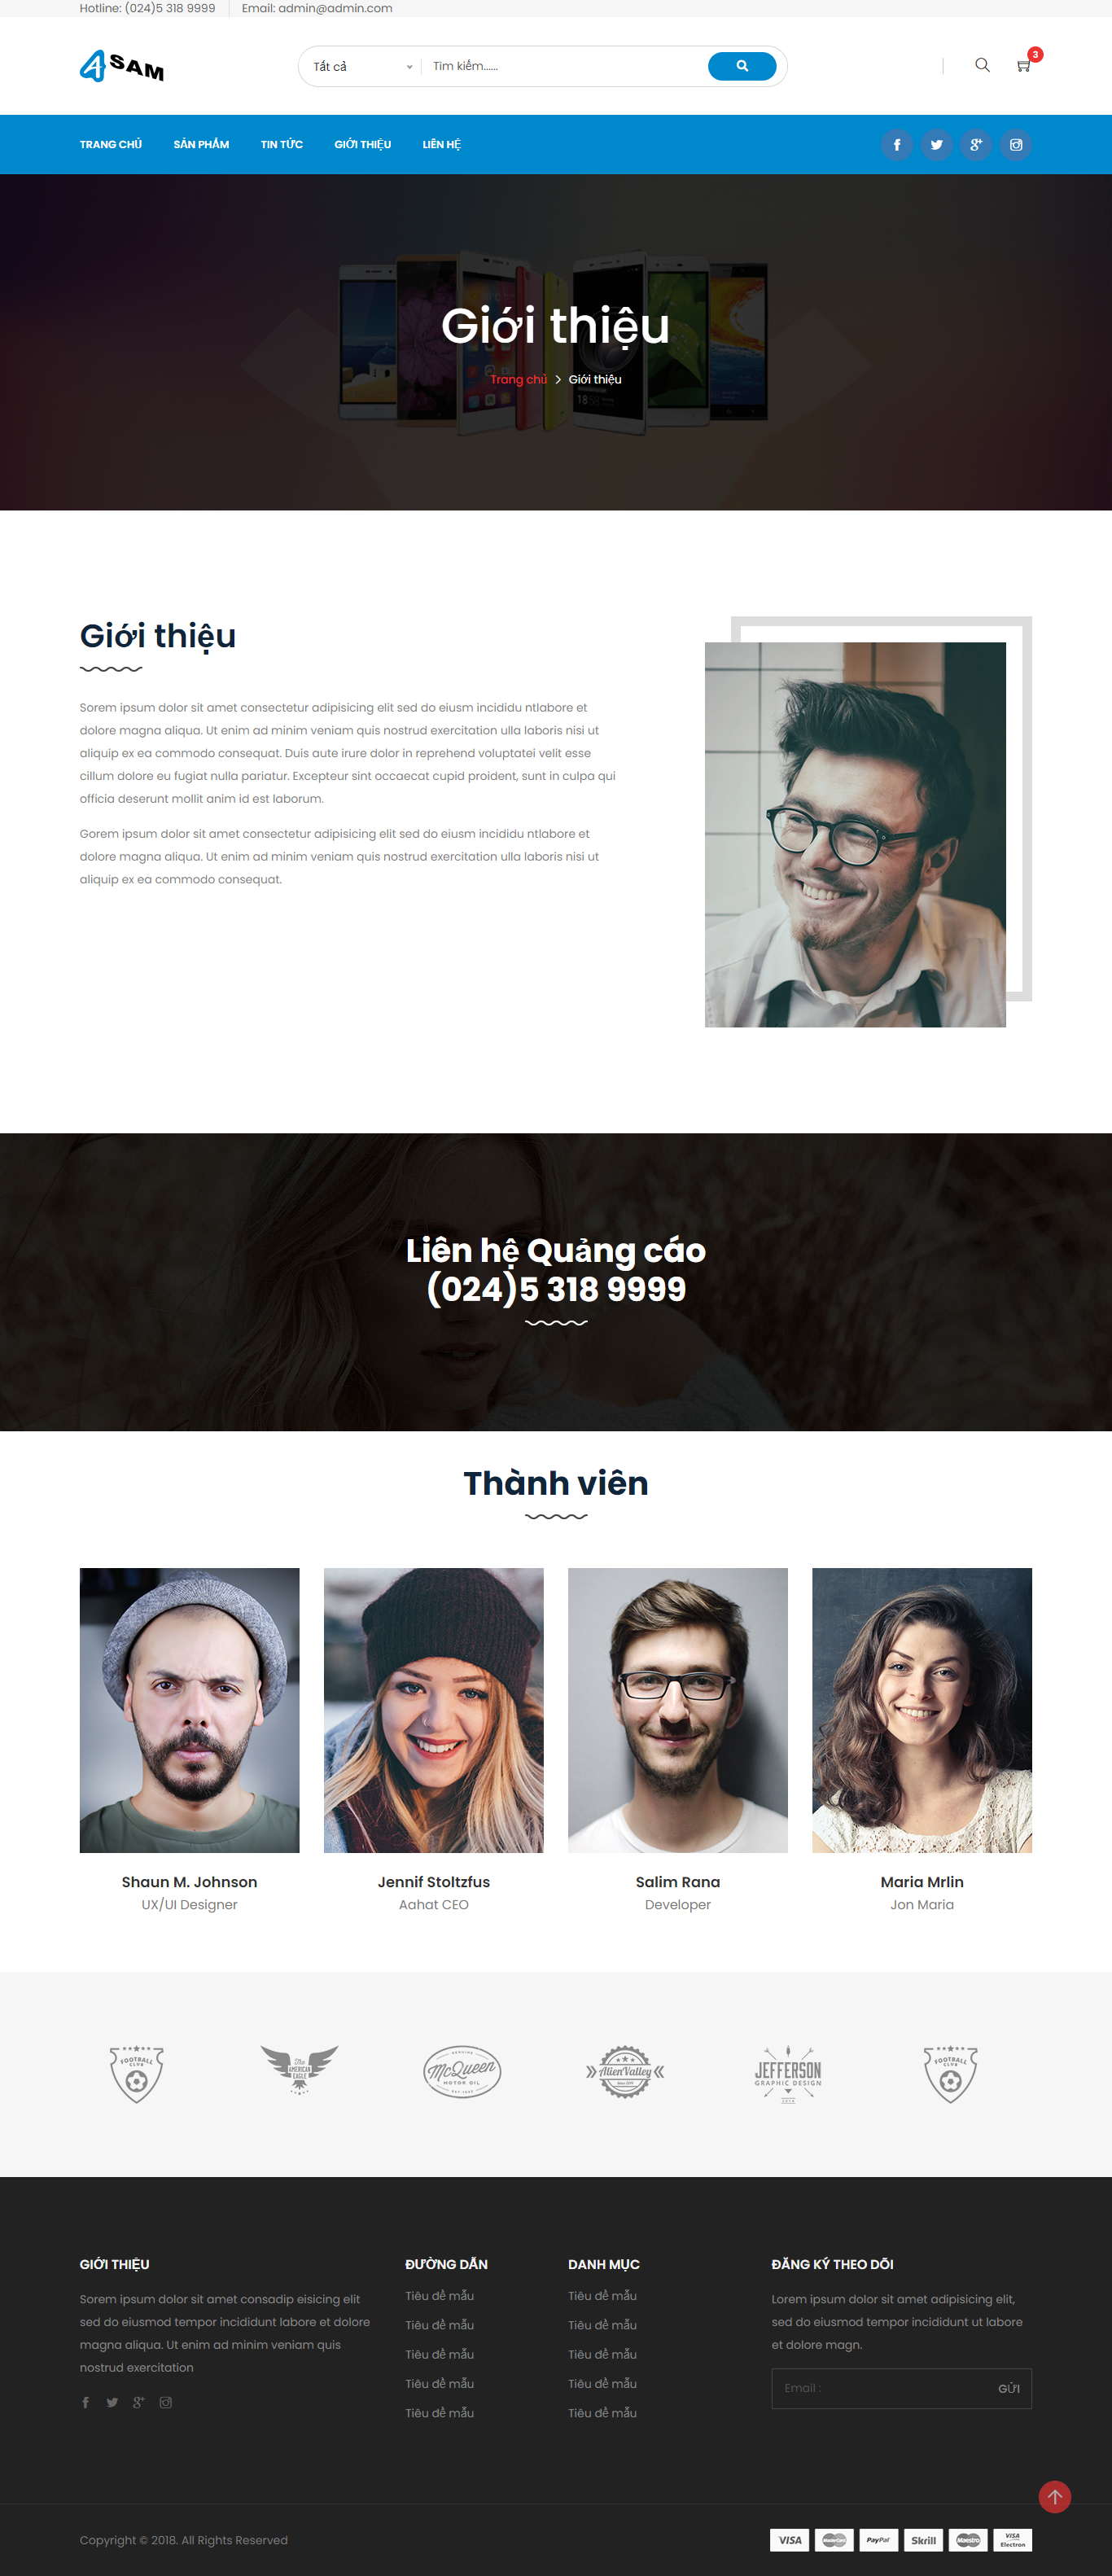 Hotline: (024)5 318 9999 Email: admin@admin.com
4 SAM
Tất cả Tìm kiếm......
3
TRANG CHỦ SẢN PHẨM TIN TỨC GIỚI THIỆU LIÊN HỆ
Giới thiệu
Trang chủ > Giới thiệu
Giới thiệu
Sorem ipsum dolor sit amet consectetur adipisicing elit sed do eiusm incididu ntlabore et
dolore magna aliqua. Ut enim ad minim veniam quis nostrud exercitation ulla laboris nisi ut
aliquip ex ea commodo consequat. Duis aute irure dolor in reprehend voluptatei velit esse
cillum dolore eu fugiat nulla pariatur. Excepteur sint occaecat cupid proident, sunt in culpa qui
officia deserunt mollit anim id est laborum.
Gorem ipsum dolor sit amet consectetur adipisicing elit sed do eiusm incididu ntlabore et
dolore magna aliqua. Ut enim ad minim veniam quis nostrud exercitation ulla laboris nisi ut
aliquip ex ea commodo consequat.
Liên hệ Quảng cáo
(024)5 318 9999
Thành viên
Shaun M. Johnson
UX/UI Designer
Jennif Stoltzfus
Aahat CEO
Salim Rana
Developer
Maria Mrlin
Jon Maria
FOOTBALL
CLUB
The
AMERICAN
EAGLE
GENUINE
McQueen
MOTOR OIL
AlienValley
JEFFERSON
GRAPHIC DESIGN
FOOTBALL
CLUB
GIỚI THIỆU
Sorem ipsum dolor sit amet consadip eisicing elit
sed do eiusmod tempor incididunt labore et dolore
magna aliqua. Ut enim ad minim veniam quis
nostrud exercitation
ĐƯỜNG DẪN
Tiêu đề mẫu
Tiêu đề mẫu
Tiêu đề mẫu
Tiêu đề mẫu
Tiêu đề mẫu
DANH MỤC
Tiêu đề mẫu
Tiêu đề mẫu
Tiêu đề mẫu
Tiêu đề mẫu
Tiêu đề mẫu
ĐĂNG KÝ THEO DÕI
Lorem ipsum dolor sit amet adipisicing elit,
sed do eiusmod tempor incididunt ut labore
et dolore magn.
Email : GỬI
Copyright © 2018. All Rights Reserved
VISA MasterCard PayPal Skrill Maestro VISA Electron